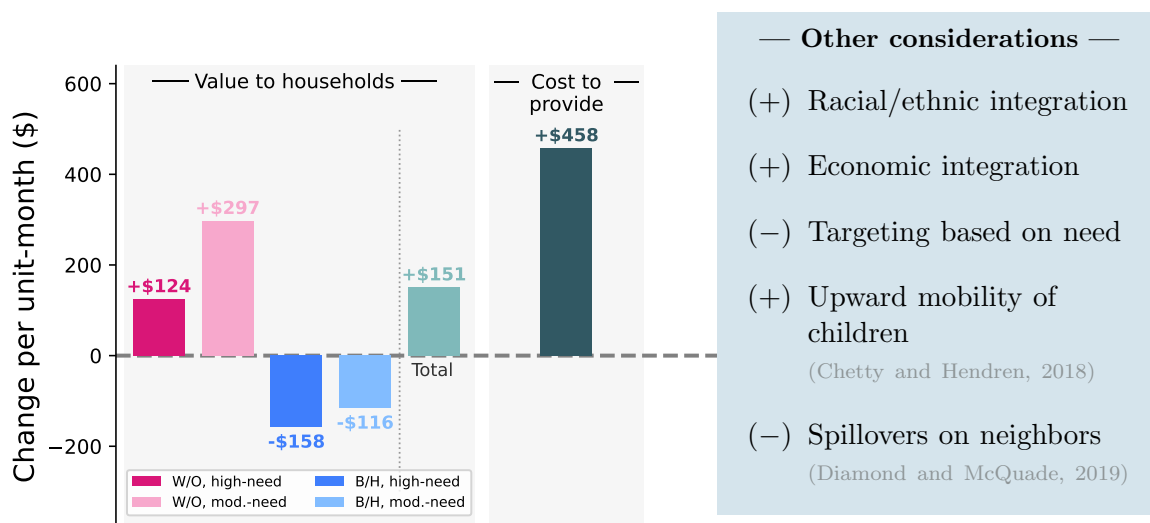 Change per unit-month ($)
600
400
200
0
−200
Value to households
Cost to
provide
+$124
+$297
-$158
-$116
+$151
Total
+$458
W/O, high-need
W/O, mod.-need
B/H, high-need
B/H, mod.-need
— Other considerations —
(+) Racial/ethnic integration
(+) Economic integration
(−) Targeting based on need
(+) Upward mobility of
children
(Chetty and Hendren, 2018)
(−) Spillovers on neighbors
(Diamond and McQuade, 2019)